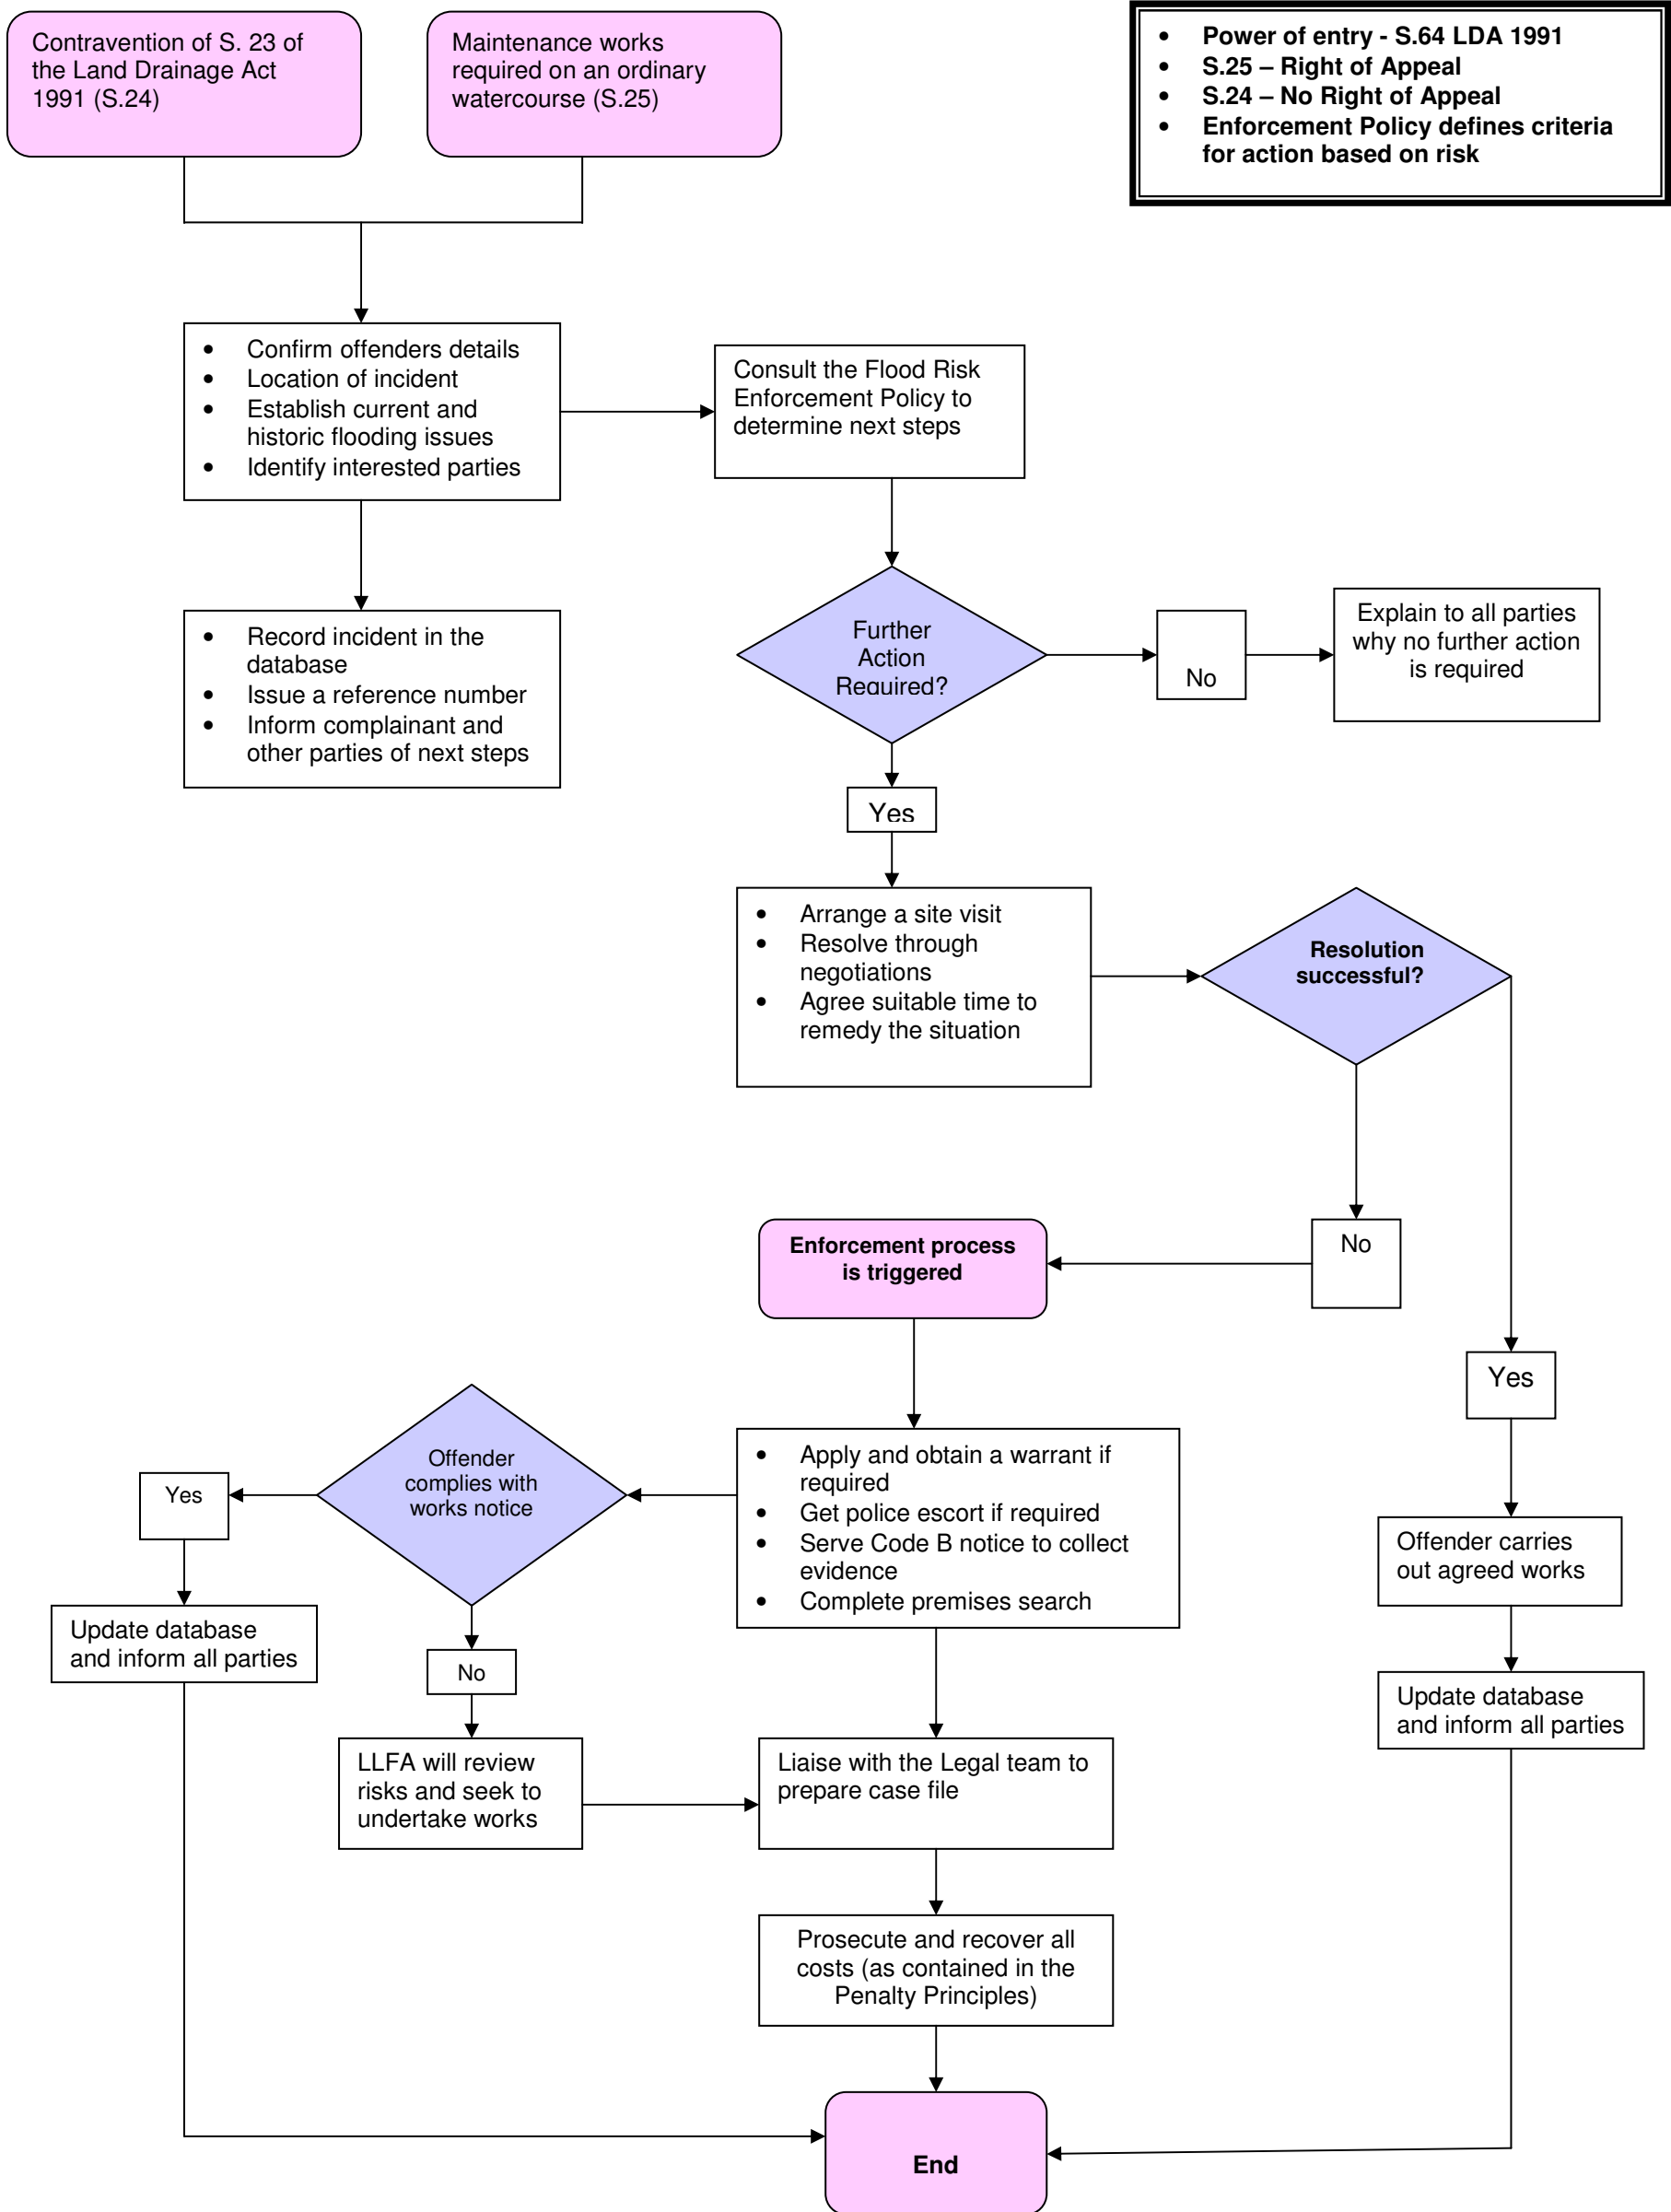 Contravention of S. 23 of
the Land Drainage Act
1991 (S.24)
Maintenance works
required on an ordinary
watercourse (S.25)
• Power of entry - S.64 LDA 1991
• S.25 – Right of Appeal
• S.24 – No Right of Appeal
• Enforcement Policy defines criteria
for action based on risk
• Confirm offenders details
• Location of incident
• Establish current and
historic flooding issues
• Identify interested parties
Consult the Flood Risk
Enforcement Policy to
determine next steps
• Record incident in the
database
• Issue a reference number
• Inform complainant and
other parties of next steps
Further
Action
Required?
No
Explain to all parties
why no further action
is required
Yes
• Arrange a site visit
• Resolve through
negotiations
• Agree suitable time to
remedy the situation
Resolution
successful?
No
Enforcement process
is triggered
Yes
Offender
complies with
works notice
Yes
• Apply and obtain a warrant if
required
• Get police escort if required
• Serve Code B notice to collect
evidence
• Complete premises search
Offender carries
out agreed works
Update database
and inform all parties
No
Update database
and inform all parties
LLFA will review
risks and seek to
undertake works
Liaise with the Legal team to
prepare case file
Prosecute and recover all
costs (as contained in the
Penalty Principles)
End